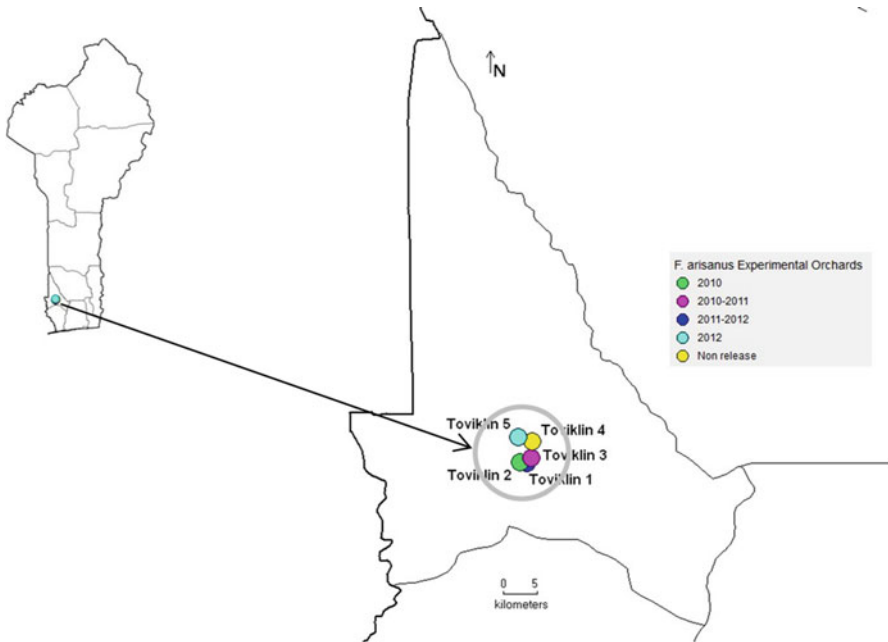 N
F. arisanus Experimental Orchards
2010
2010-2011
2011-2012
2012
Non release
Toviklin 5
Toviklin 4
Toviklin 3
Toviklin 2
Toviklin 1
0 5
kilometers